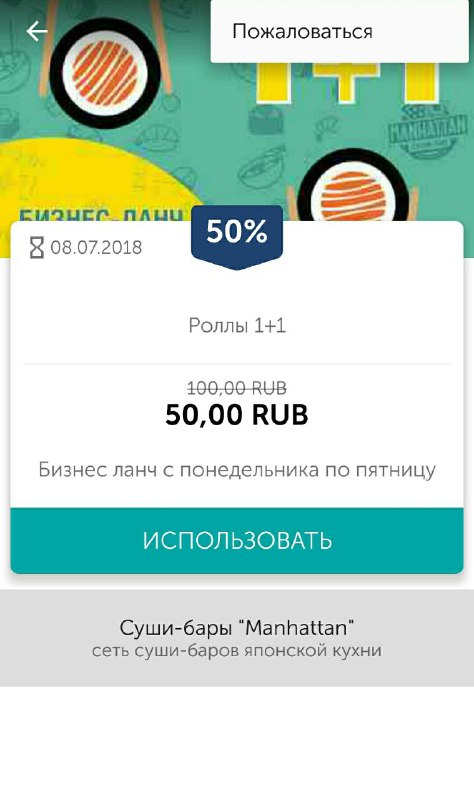 Пожаловаться
1+1
MANHATTAN
БИЗНЕС-ЛАНЧ
50%
08.07.2018
Роллы 1+1
100,00 RUB
50,00 RUB
Бизнес ланч с понедельника по пятницу
ИСПОЛЬЗОВАТЬ
Суши-бары "Manhattan"
сеть суши-баров японской кухни